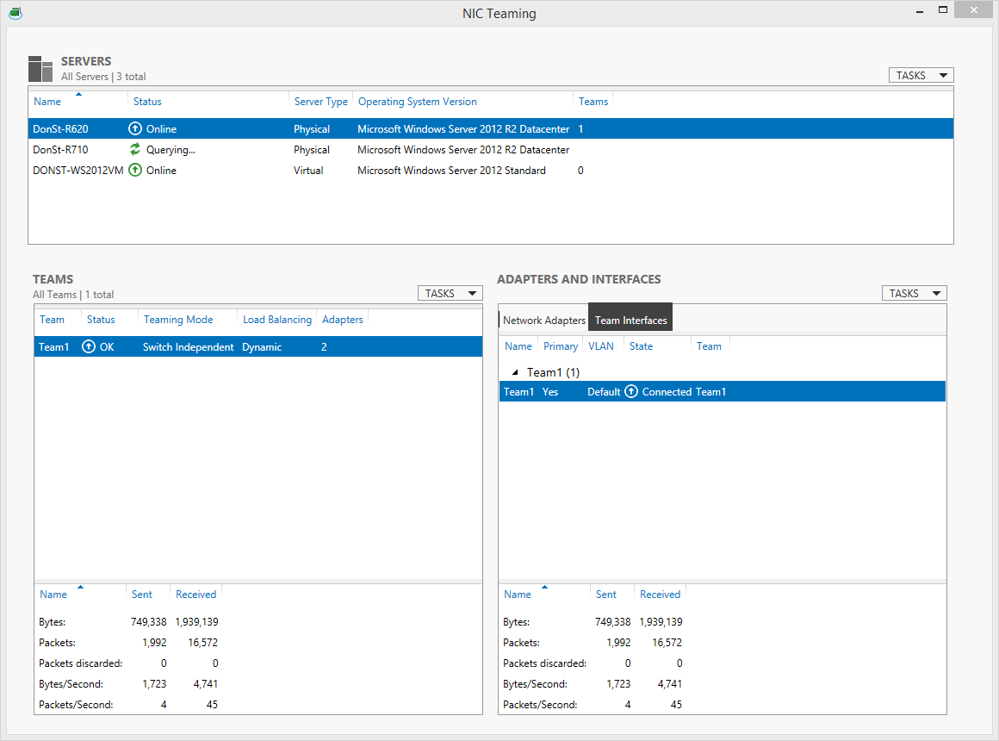 NIC Teaming
SERVERS
All Servers | 3 total
TASKS
Name Status Server Type Operating System Version Teams
DonSt-R620 Online Physical Microsoft Windows Server 2012 R2 Datacenter 1
DonSt-R710 Querying... Physical Microsoft Windows Server 2012 R2 Datacenter
DONST-WS2012VM Online Virtual Microsoft Windows Server 2012 Standard 0
TEAMS
All Teams | 1 total
TASKS
Team Status Teaming Mode Load Balancing Adapters
Team1 OK Switch Independent Dynamic 2
Name Sent Received
Bytes: 749,338 1,939,139
Packets: 1,992 16,572
Packets discarded: 0 0
Bytes/Second: 1,723 4,741
Packets/Second: 4 45
ADAPTERS AND INTERFACES
TASKS
Network Adapters Team Interfaces
Name Primary VLAN State Team
Team1 (1)
Team1 Yes Default Connected Team1
Name Sent Received
Bytes: 749,338 1,939,139
Packets: 1,992 16,572
Packets discarded: 0 0
Bytes/Second: 1,723 4,741
Packets/Second: 4 45